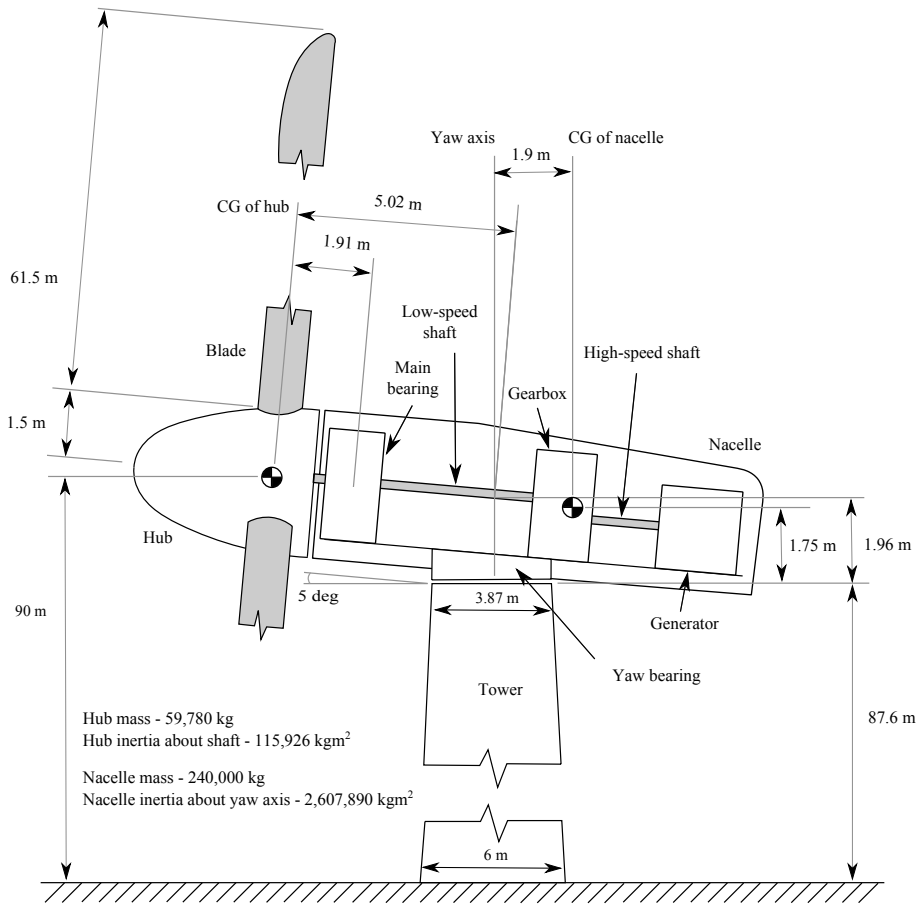 Yaw axis
CG of nacelle
1.9 m
CG of hub
5.02 m
1.91 m
61.5 m
Low-speed
shaft
High-speed shaft
Blade
Main
bearing
Gearbox
1.5 m
Nacelle
Hub
1.75 m
1.96 m
5 deg
3.87 m
90 m
Generator
Yaw bearing
Tower
87.6 m
Hub mass - 59,780 kg
Hub inertia about shaft - 115,926 kgm²
Nacelle mass - 240,000 kg
Nacelle inertia about yaw axis - 2,607,890 kgm²
6 m